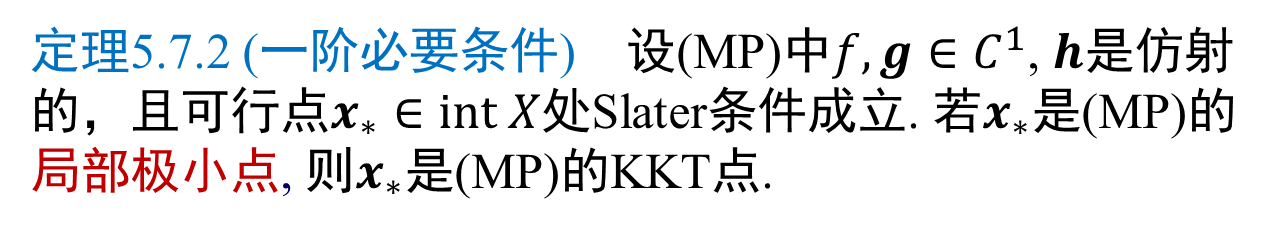 定理5.7.2 (一阶必要条件) 设(MP)中f, g ∈ C¹, h是仿射
的，且可行点x∗ ∈ int X处Slater条件成立. 若x∗是(MP)的
局部极小点, 则x∗是(MP)的KKT点.